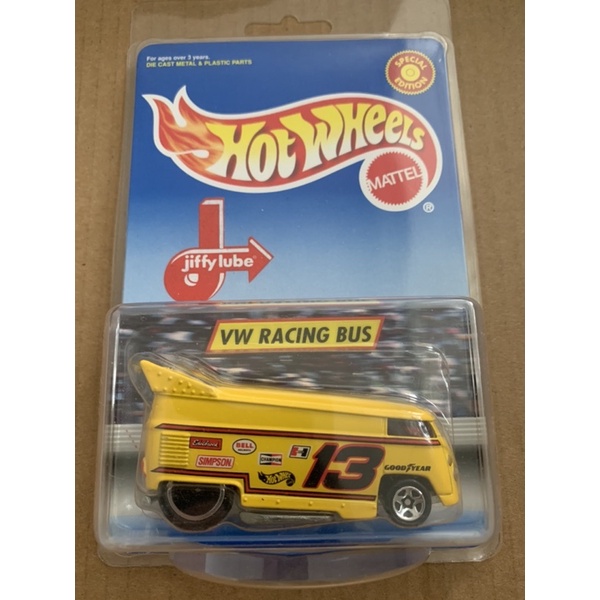 For ages over 3 years.
DIE CAST METAL & PLASTIC PARTS
SPECIAL EDITION
HOT WHEELS
MATTEL
®
jiffy lube®
VW RACING BUS
BELL
SIMPSON
CHAMPION
HOT WHEELS
13
GOODYEAR